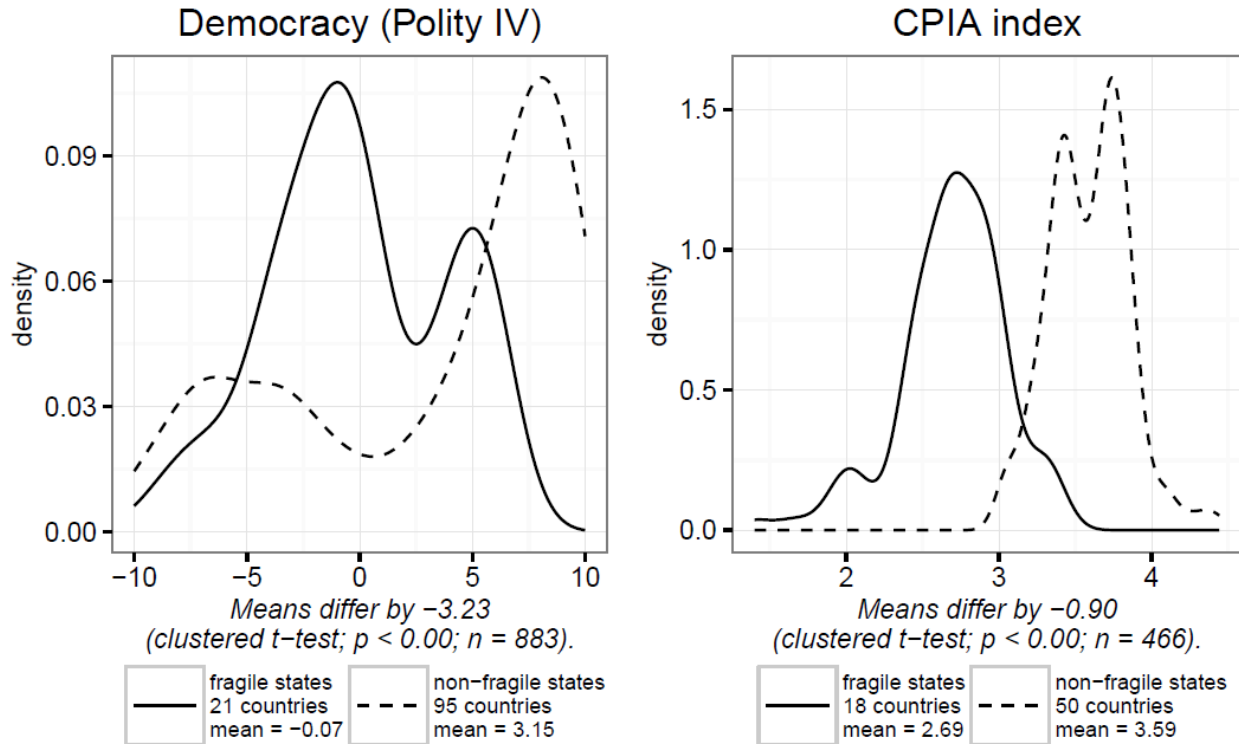 Democracy (Polity IV)
density
0.09
0.06
0.03
0.00
−10
−5
0
5
10
Means differ by −3.23
(clustered t−test; p < 0.00; n = 883).
fragile states
21 countries
mean = −0.07
non−fragile states
95 countries
mean = 3.15
CPIA index
density
1.5
1.0
0.5
0.0
2
3
4
Means differ by −0.90
(clustered t−test; p < 0.00; n = 466).
fragile states
18 countries
mean = 2.69
non−fragile states
50 countries
mean = 3.59